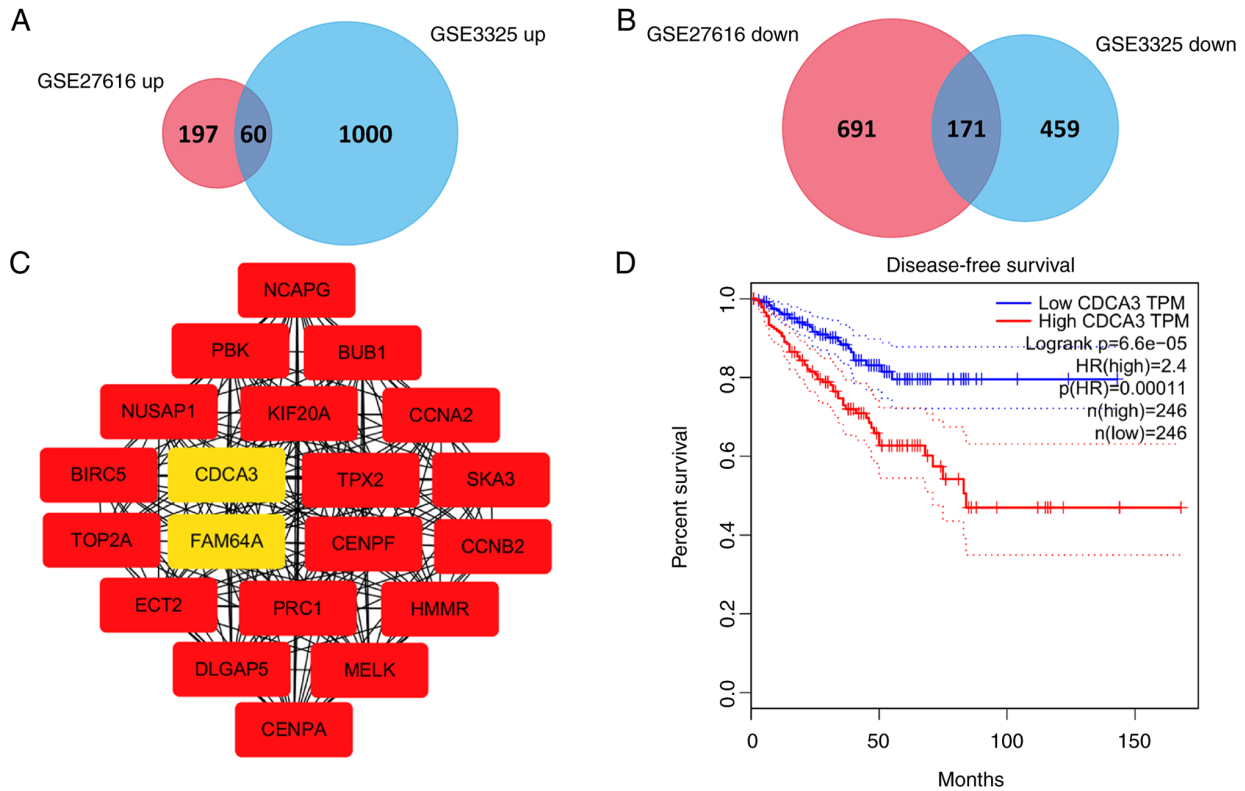 A
GSE27616 up
GSE3325 up
197
60
1000
B
GSE27616 down
GSE3325 down
691
171
459
C
NCAPG
PBK
BUB1
NUSAP1
KIF20A
CCNA2
BIRC5
CDCA3
TPX2
SKA3
TOP2A
FAM64A
CENPF
CCNB2
ECT2
PRC1
HMMR
DLGAP5
MELK
CENPA
D
Disease-free survival
Low CDCA3 TPM
High CDCA3 TPM
Logrank p=6.6e−05
HR(high)=2.4
p(HR)=0.00011
n(high)=246
n(low)=246
Percent survival
1.0
0.8
0.6
0.4
0.2
0.0
0
50
100
150
Months